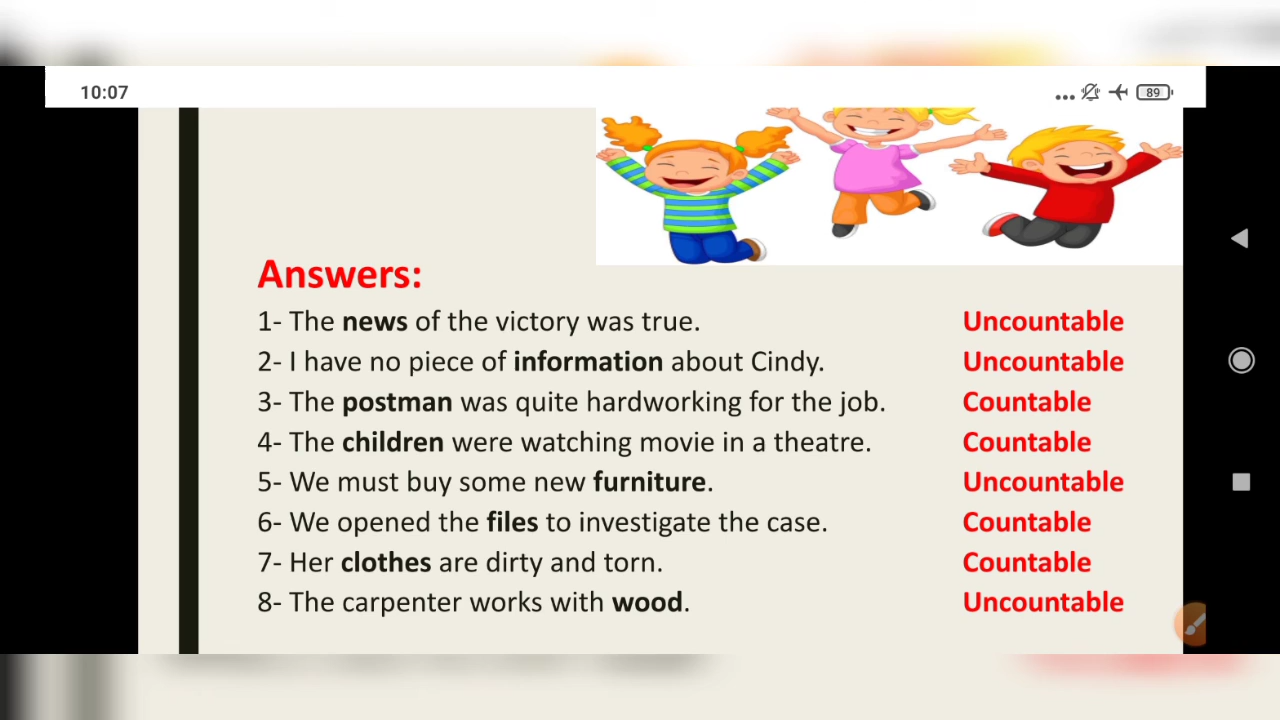 10:07
89
Answers:
1- The news of the victory was true. Uncountable
2- I have no piece of information about Cindy. Uncountable
3- The postman was quite hardworking for the job. Countable
4- The children were watching movie in a theatre. Countable
5- We must buy some new furniture. Uncountable
6- We opened the files to investigate the case. Countable
7- Her clothes are dirty and torn. Countable
8- The carpenter works with wood. Uncountable